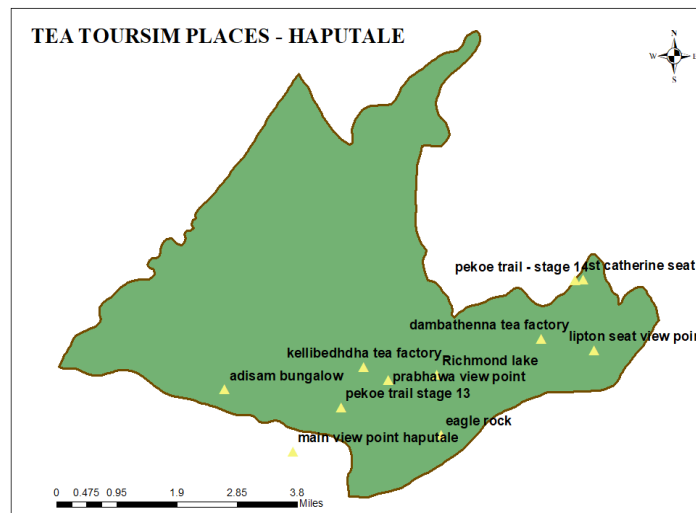 TEA TOURSIM PLACES - HAPUTALE
N
W E
S
pekoe trail - stage 14 st catherine seat
dambathenna tea factory
lipton seat view poin
kellibedhdha tea factory
Richmond lake
adisam bungalow
prabhawa view point
pekoe trail stage 13
eagle rock
main view point haputale
0 0.475 0.95 1.9 2.85 3.8
Miles